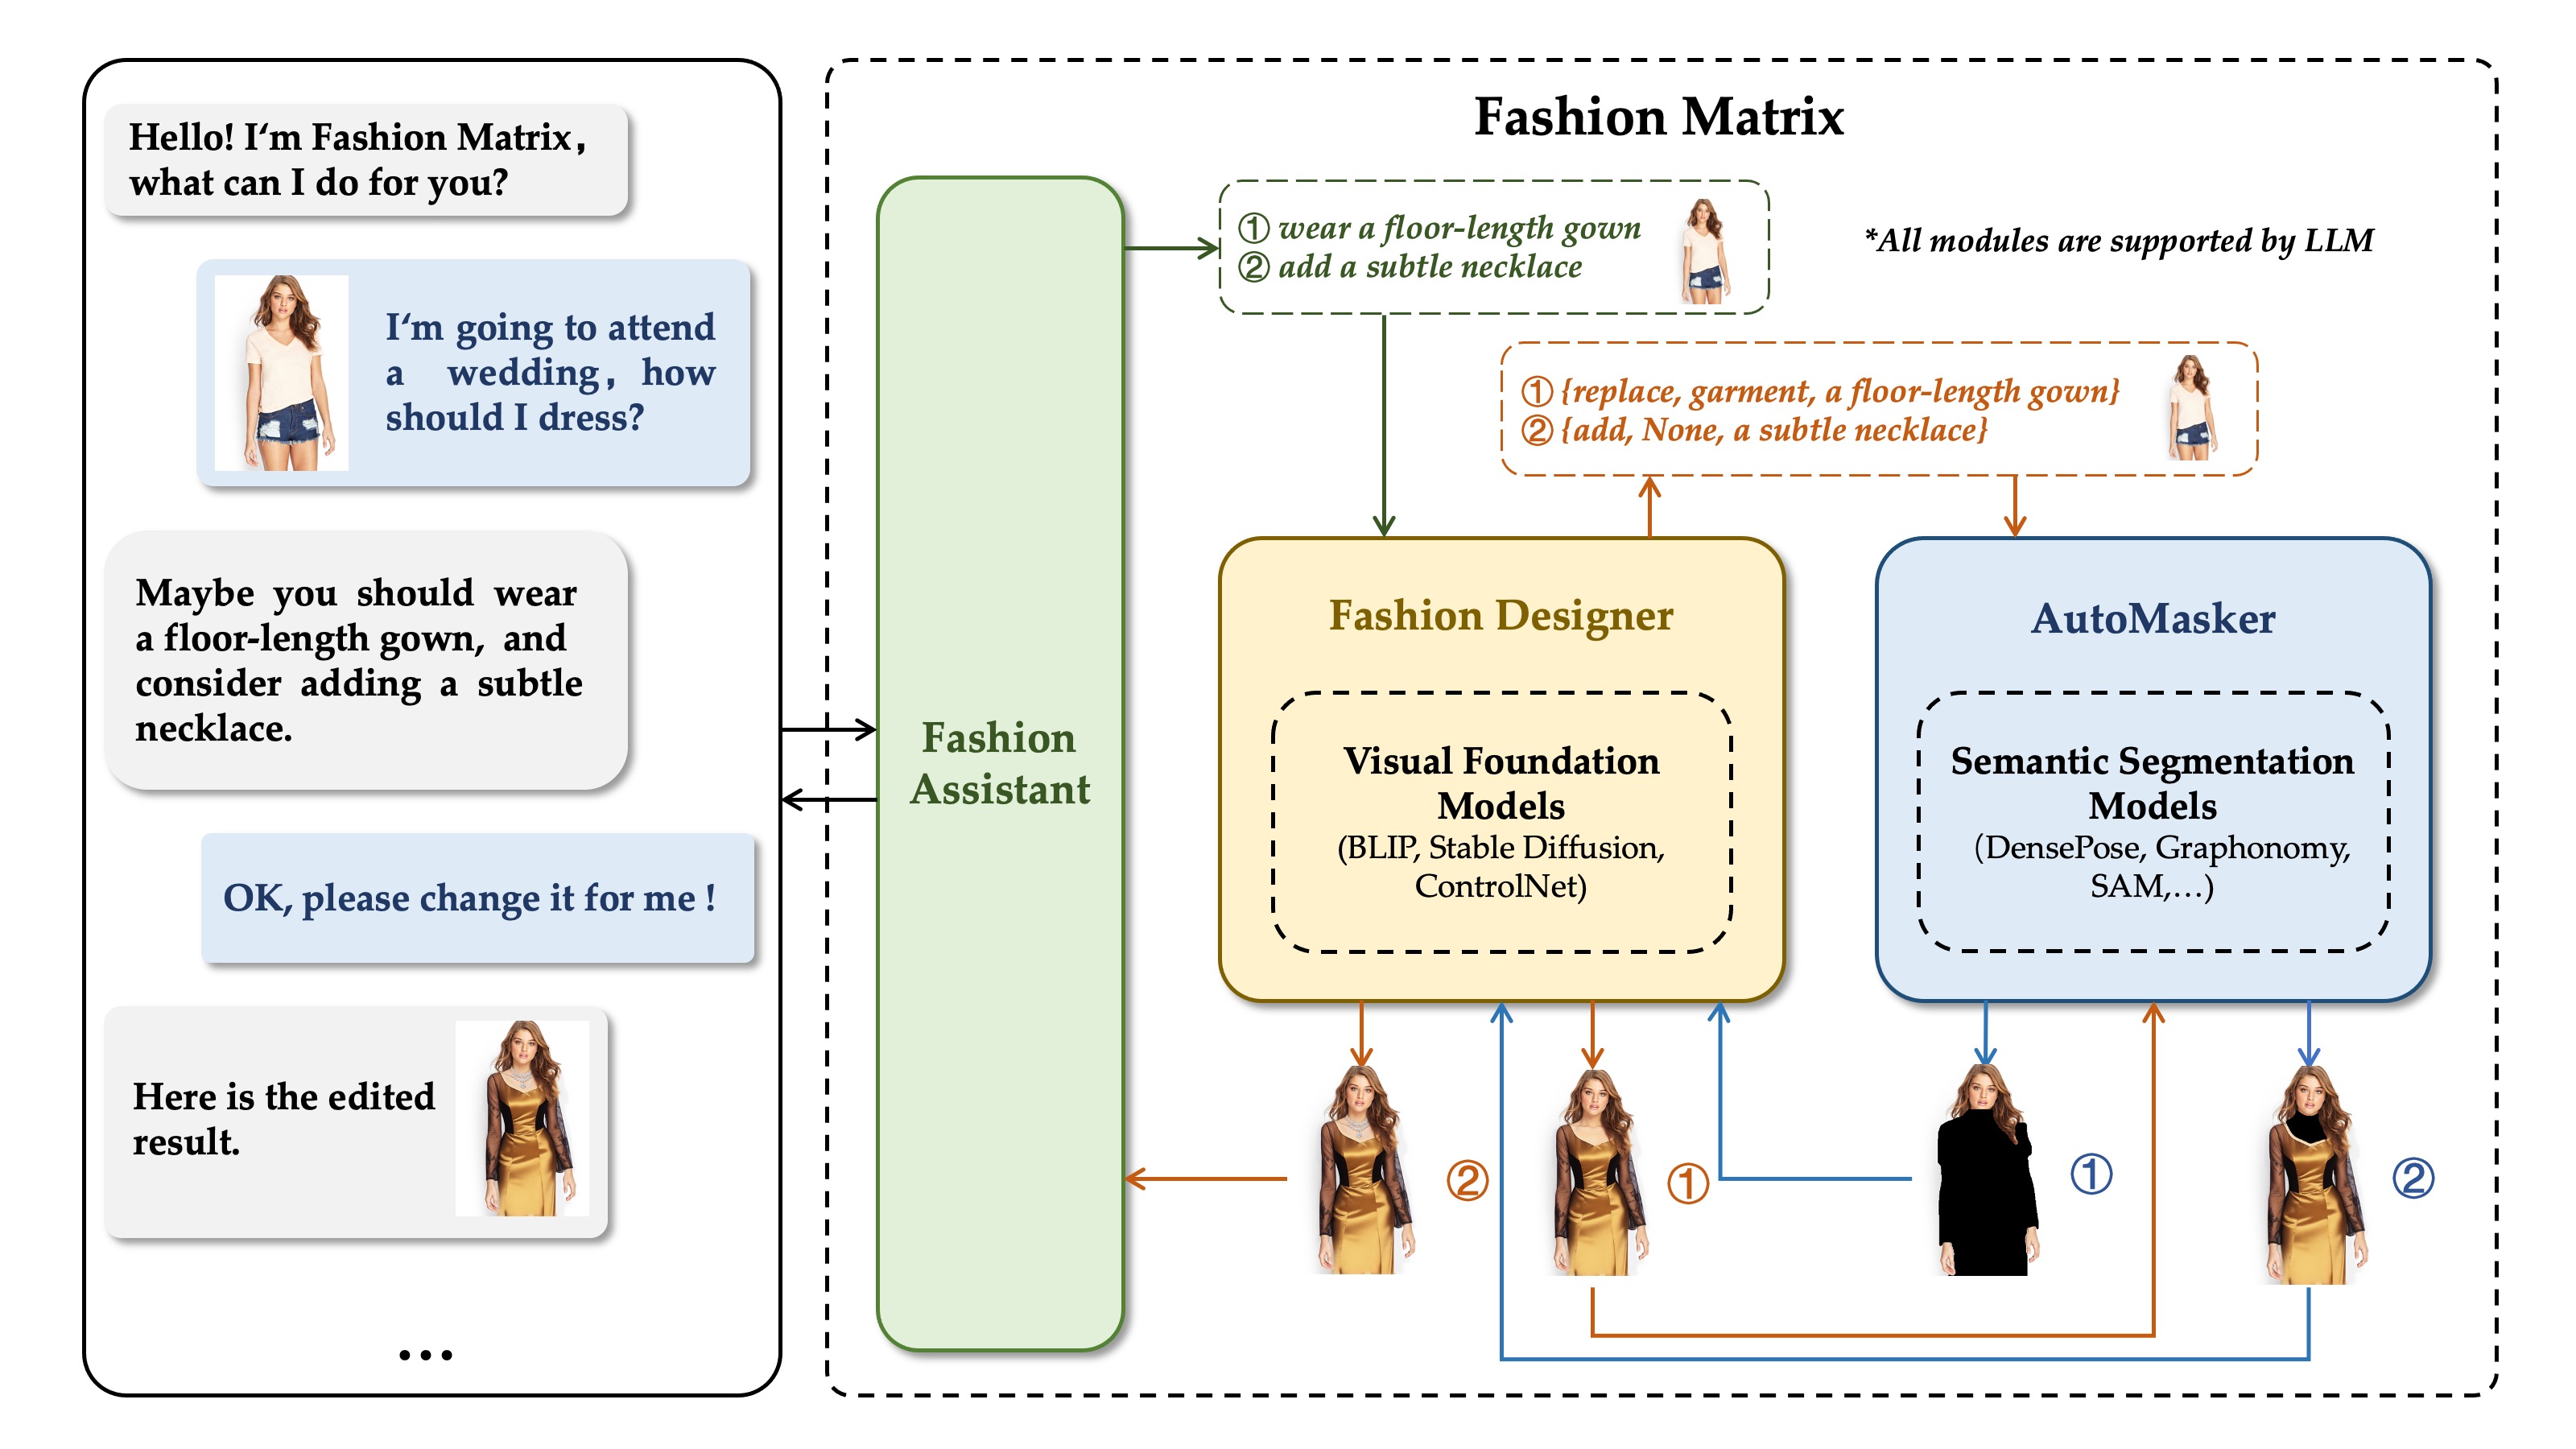 Hello! I‘m Fashion Matrix,
what can I do for you?
I‘m going to attend
a wedding, how
should I dress?
Maybe you should wear
a floor-length gown, and
consider adding a subtle
necklace.
OK, please change it for me !
Here is the edited
result.
...
Fashion Matrix
① wear a floor-length gown
② add a subtle necklace
*All modules are supported by LLM
① {replace, garment, a floor-length gown}
② {add, None, a subtle necklace}
Fashion
Assistant
Fashion Designer
Visual Foundation
Models
(BLIP, Stable Diffusion,
ControlNet)
AutoMasker
Semantic Segmentation
Models
(DensePose, Graphonomy,
SAM,...)
②
①
①
②